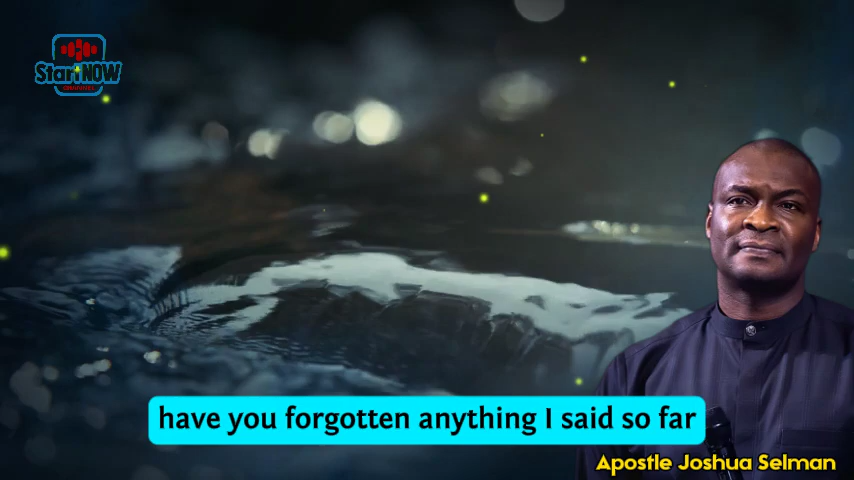 StartNOW
have you forgotten anything I said so far
Apostle Joshua Selman